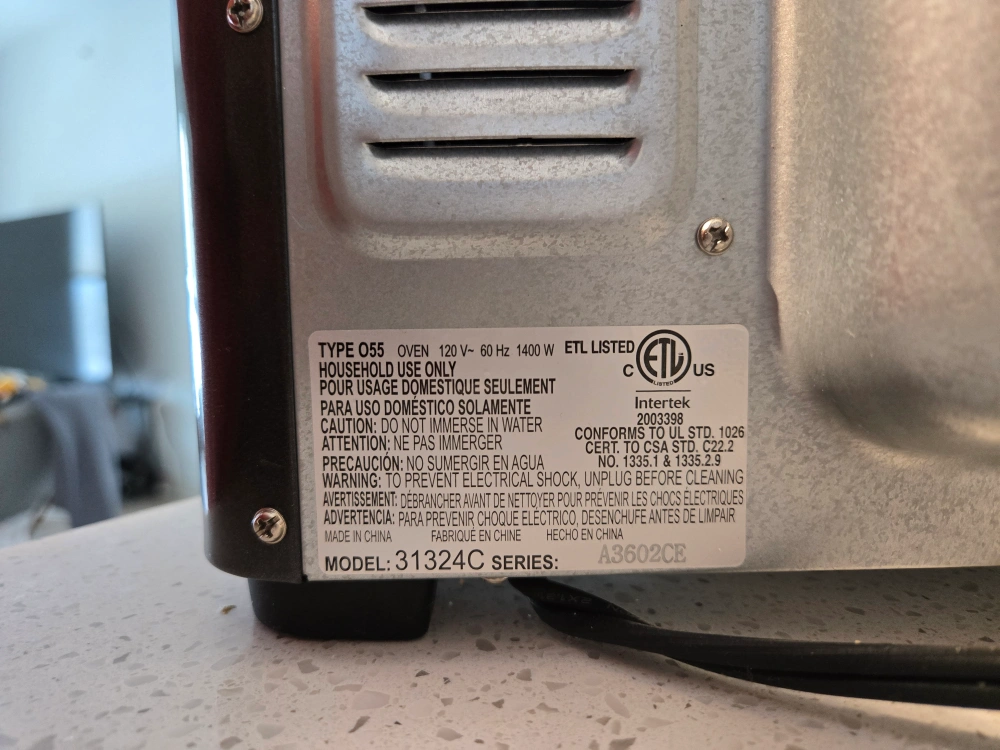 TYPE O55 OVEN 120 V~ 60 Hz 1400 W ETL LISTED
HOUSEHOLD USE ONLY
POUR USAGE DOMESTIQUE SEULEMENT
PARA USO DOMÉSTICO SOLAMENTE
CAUTION: DO NOT IMMERSE IN WATER
ATTENTION: NE PAS IMMERGER
PRECAUCIÓN: NO SUMERGIR EN AGUA
C ETL US
LISTED
Intertek
2003398
CONFORMS TO UL STD. 1026
CERT. TO CSA STD. C22.2
NO. 1335.1 & 1335.2.9
WARNING: TO PREVENT ELECTRICAL SHOCK, UNPLUG BEFORE CLEANING
AVERTISSEMENT: DÉBRANCHER AVANT DE NETTOYER POUR PRÉVENIR LES CHOCS ÉLECTRIQUES
ADVERTENCIA: PARA PREVENIR CHOQUE ELÉCTRICO, DESENCHUFE ANTES DE LIMPIAR
MADE IN CHINA FABRIQUÉ EN CHINE HECHO EN CHINA
MODEL: 31324C SERIES: A3602CE